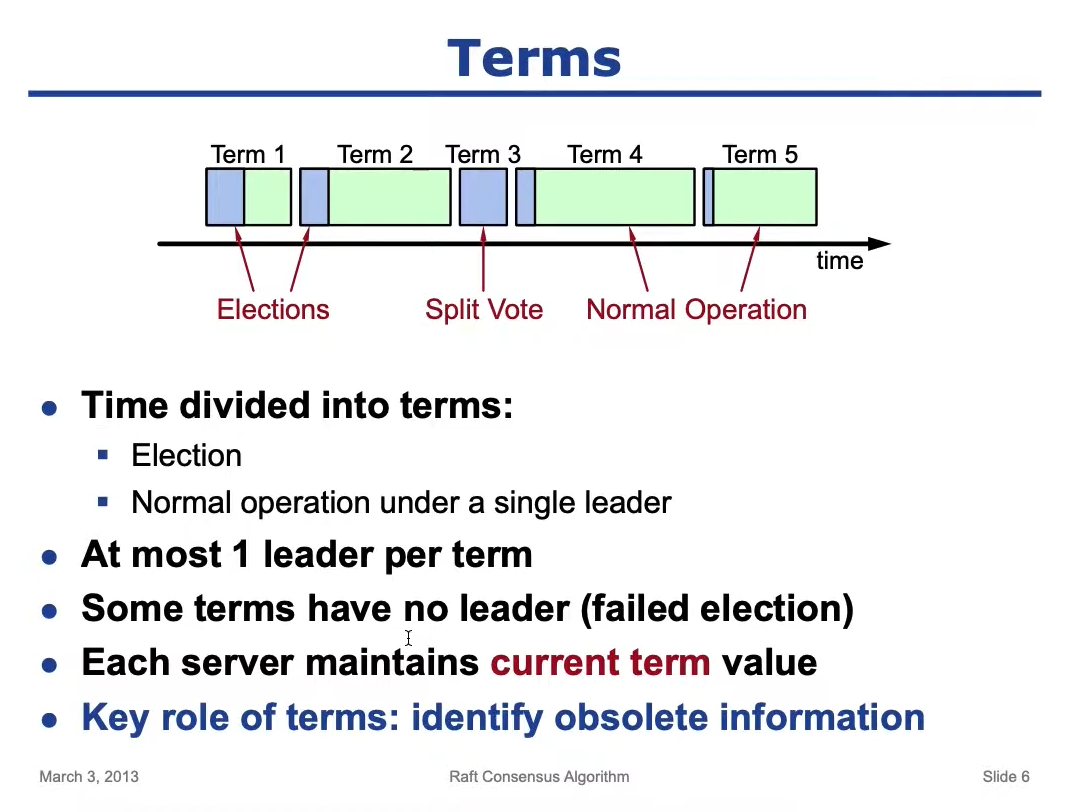 Terms
Term 1 Term 2 Term 3 Term 4 Term 5
time
Elections Split Vote Normal Operation
● Time divided into terms:
▪ Election
▪ Normal operation under a single leader
● At most 1 leader per term
● Some terms have no leader (failed election)
● Each server maintains current term value
● Key role of terms: identify obsolete information
March 3, 2013 Raft Consensus Algorithm Slide 6